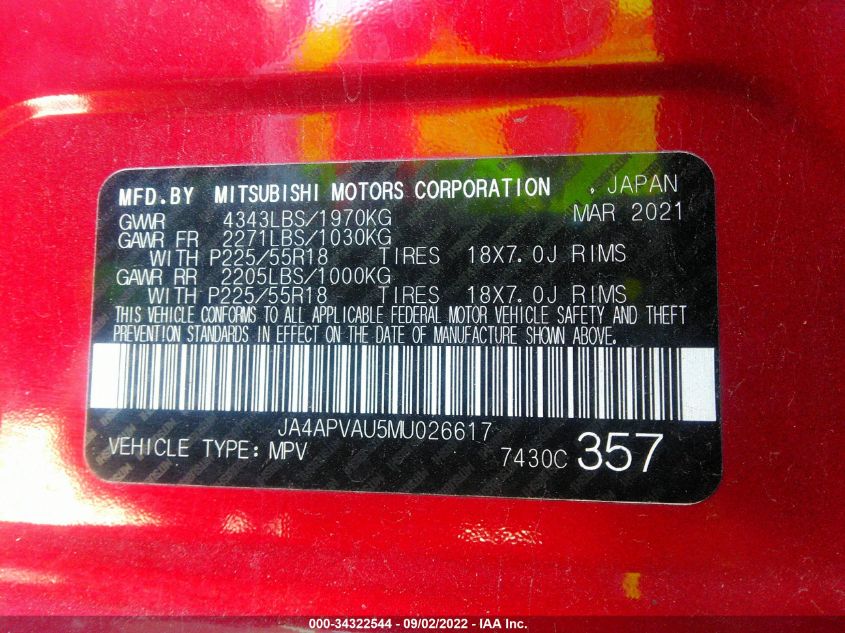 MFD.BY MITSUBISHI MOTORS CORPORATION , JAPAN
GWR 4343LBS/1970KG MAR 2021
GAWR FR 2271LBS/1030KG
WITH P225/55R18 TIRES 18X7.0J RIMS
GAWR RR 2205LBS/1000KG
WITH P225/55R18 TIRES 18X7.0J RIMS
THIS VEHICLE CONFORMS TO ALL APPLICABLE FEDERAL MOTOR VEHICLE SAFETY AND THEFT
PREVENTION STANDARDS IN EFFECT ON THE DATE OF MANUFACTURE SHOWN ABOVE.
JA4APVAU5MU026617
VEHICLE TYPE: MPV 7430C 357
000-34322544 - 09/02/2022 - IAA Inc.